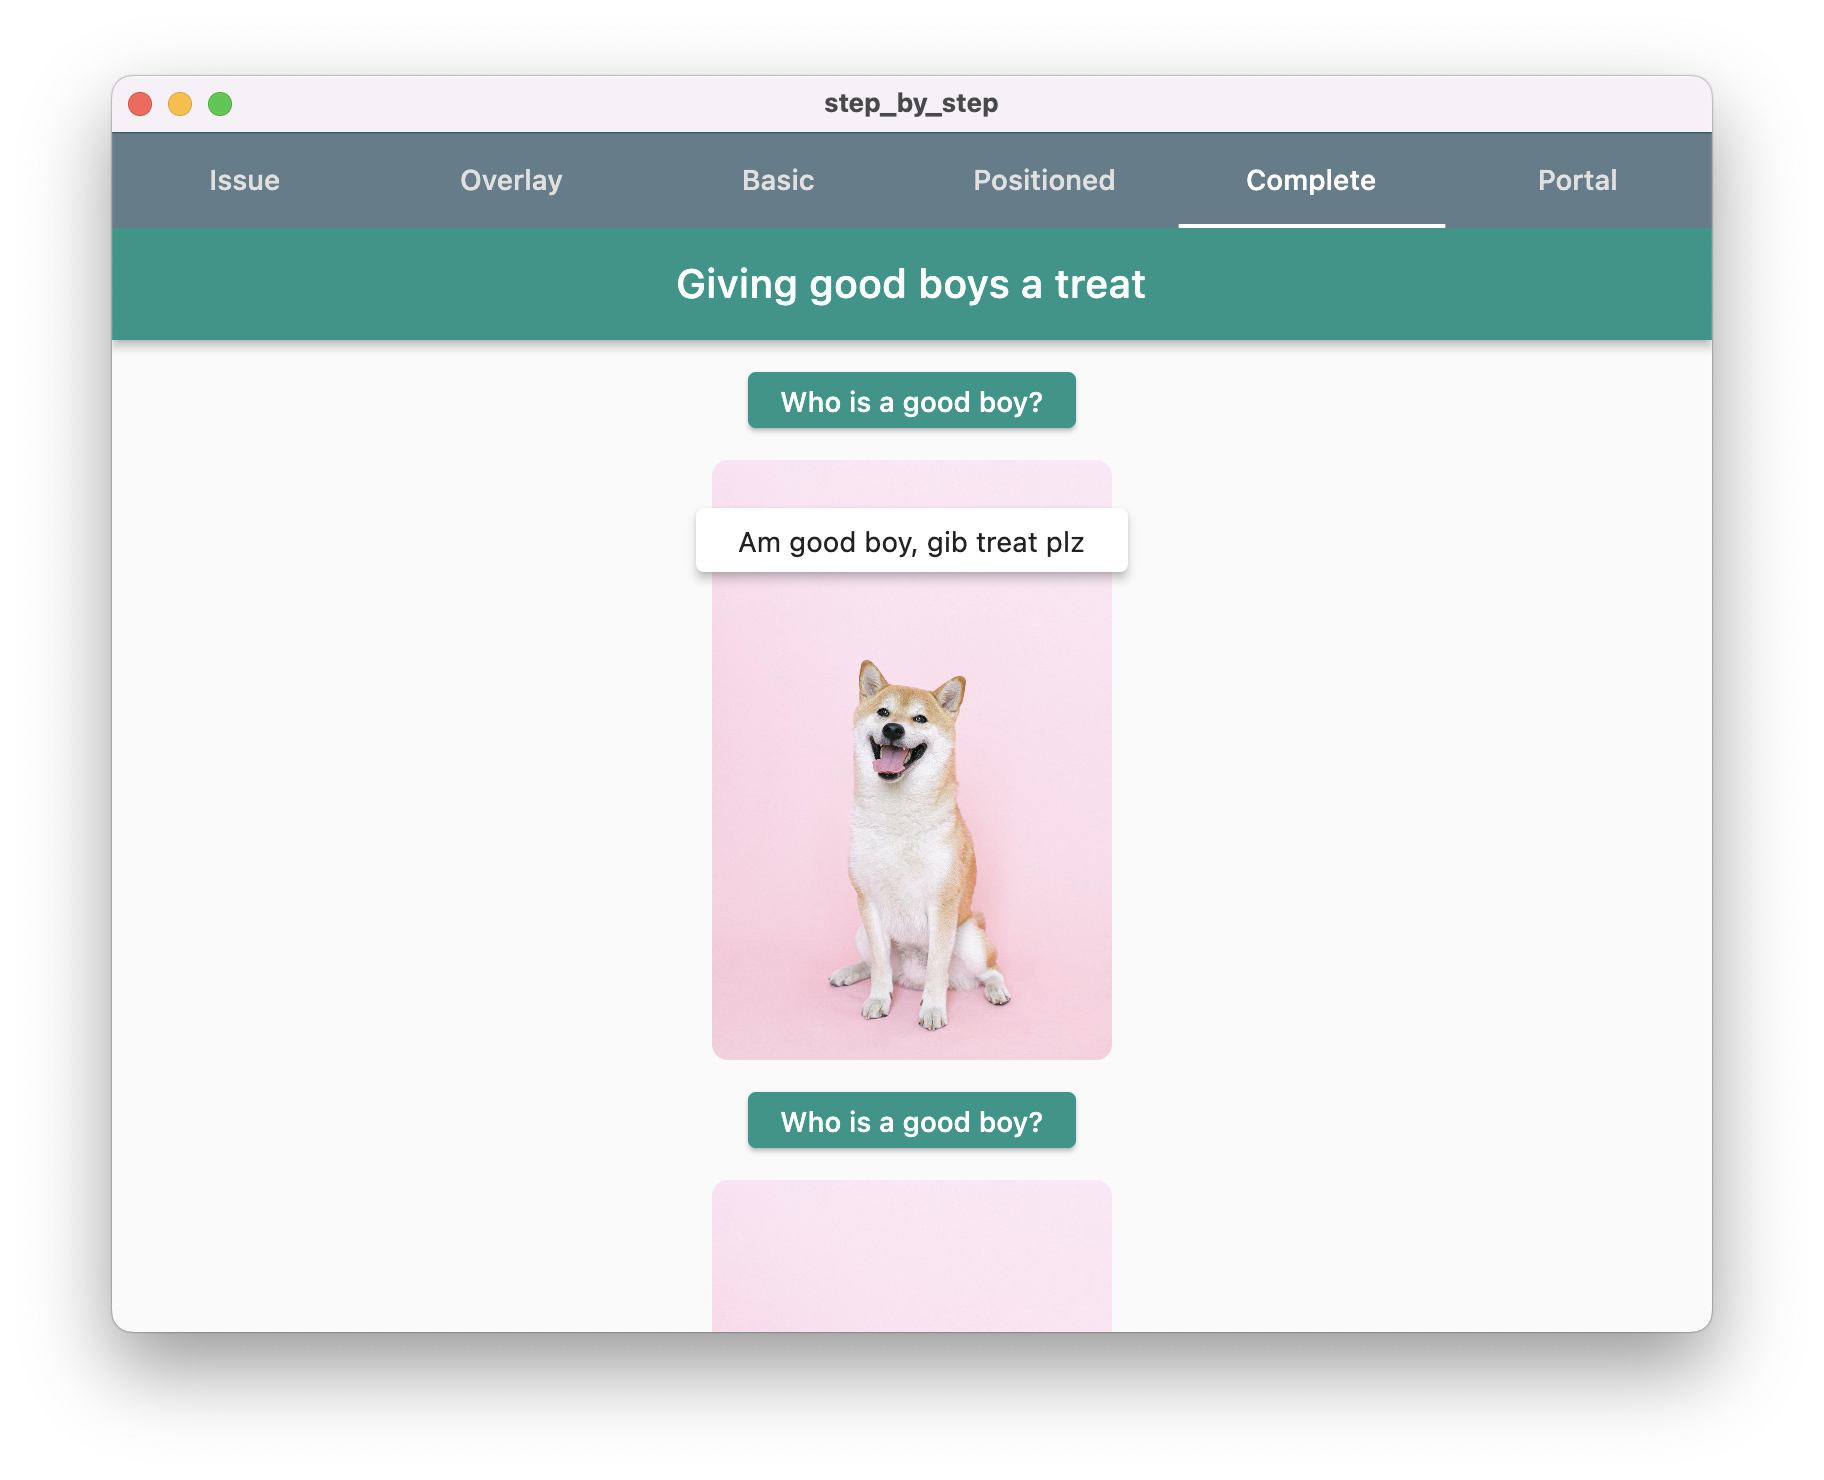 step_by_step
Issue Overlay Basic Positioned Complete Portal
Giving good boys a treat
Who is a good boy?
Am good boy, gib treat plz
Who is a good boy?